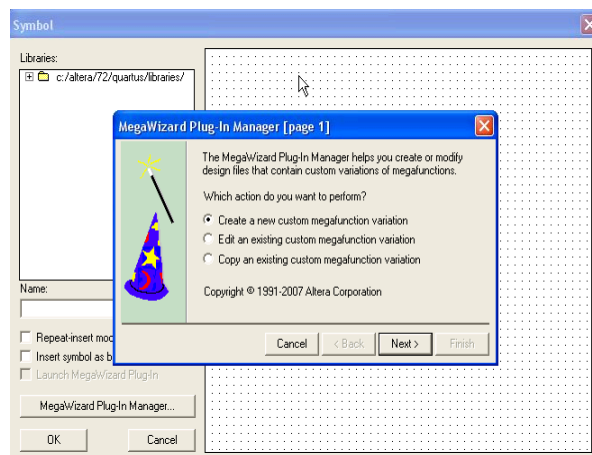 Symbol
Libraries:
c:/altera/72/quartus/libraries/
MegaWizard Plug-In Manager [page 1]
The MegaWizard Plug-In Manager helps you create or modify
design files that contain custom variations of megafunctions.
Which action do you want to perform?
Create a new custom megafunction variation
Edit an existing custom megafunction variation
Copy an existing custom megafunction variation
Copyright © 1991-2007 Altera Corporation
Cancel < Back Next > Finish
Name:
Repeat-insert mod
Insert symbol as b
Launch MegaWizard Plug-In
MegaWizard Plug-In Manager...
OK Cancel